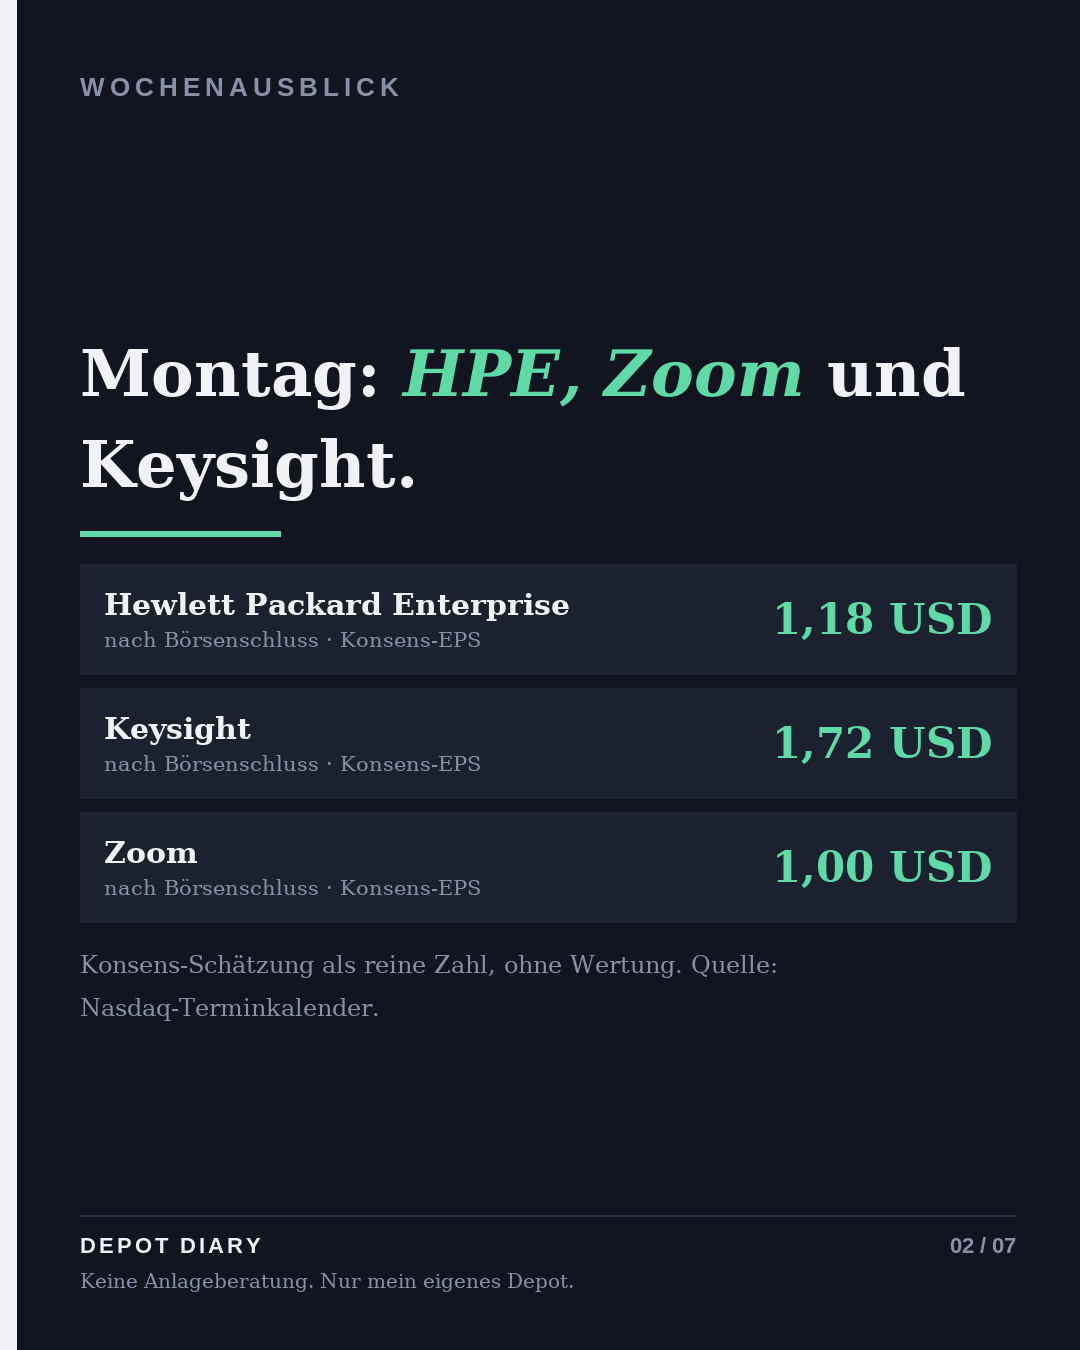 WOCHENAUSBLICK
Montag: HPE, Zoom und
Keysight.
Hewlett Packard Enterprise
nach Börsenschluss · Konsens-EPS
1,18 USD
Keysight
nach Börsenschluss · Konsens-EPS
1,72 USD
Zoom
nach Börsenschluss · Konsens-EPS
1,00 USD
Konsens-Schätzung als reine Zahl, ohne Wertung. Quelle:
Nasdaq-Terminkalender.
DEPOT DIARY
02 / 07
Keine Anlageberatung. Nur mein eigenes Depot.